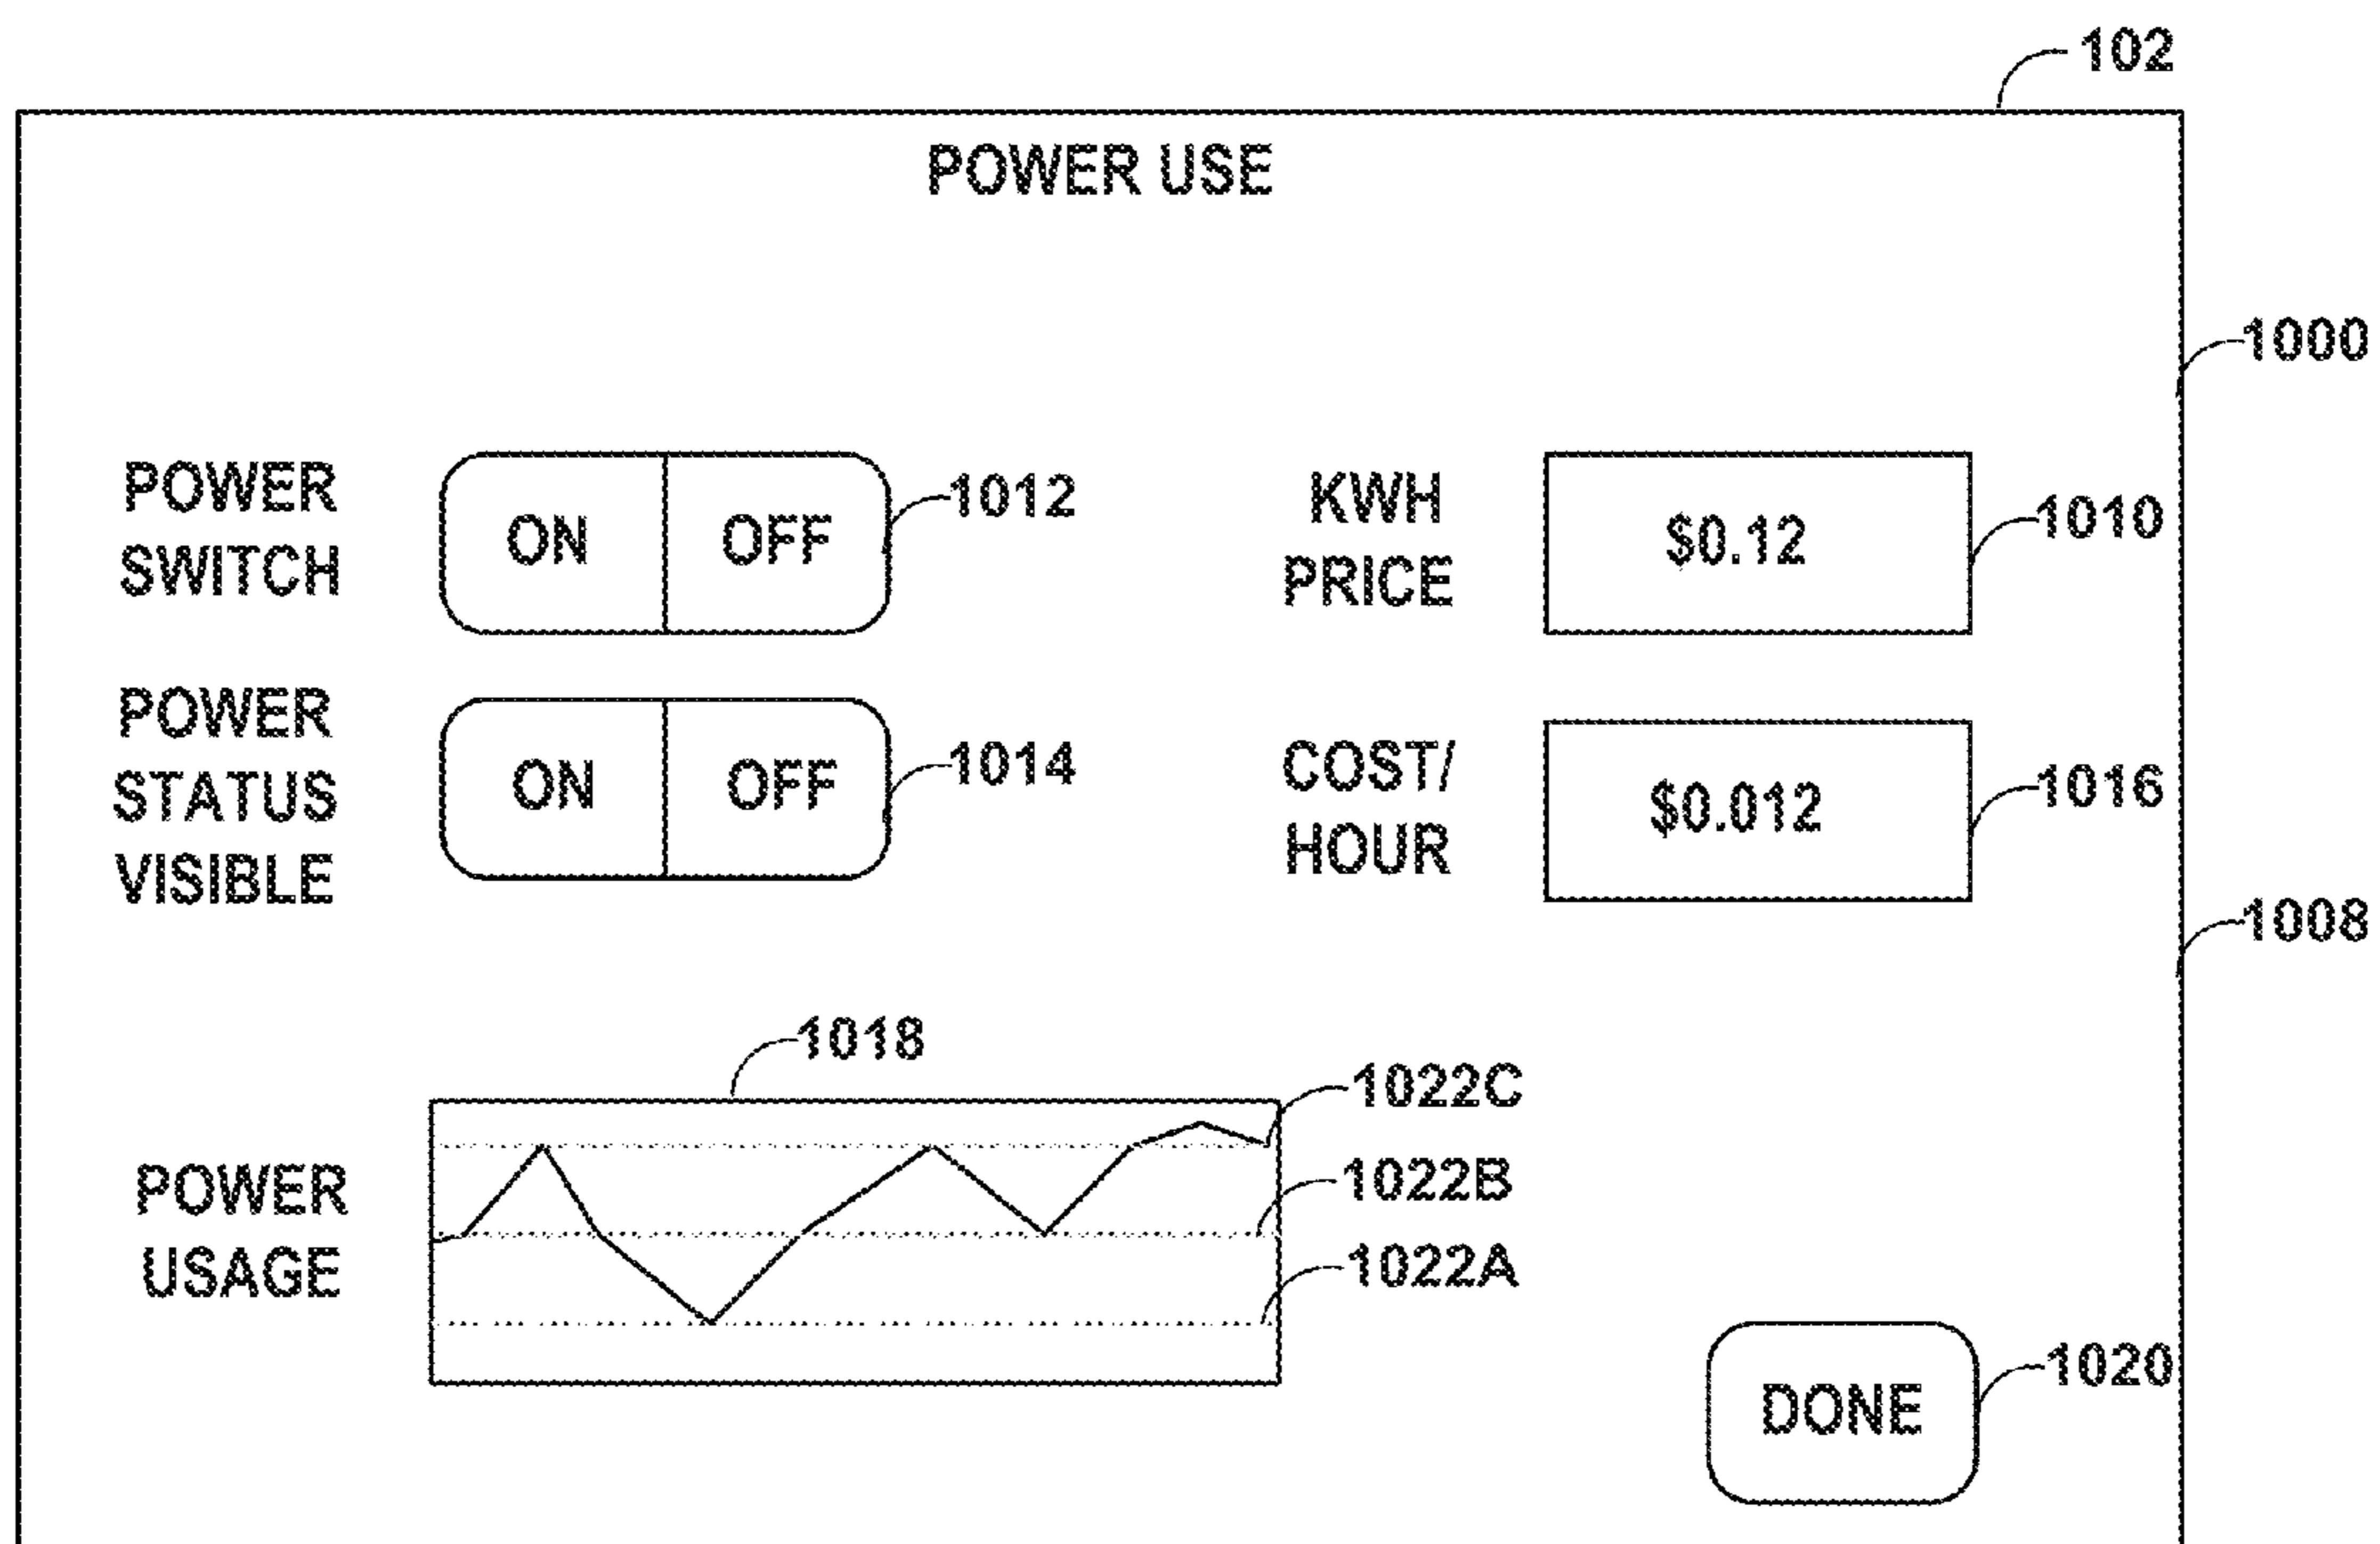 102
POWER USE
1000
POWER
SWITCH
ON OFF
1012
KWH
PRICE
$0.12
1010
POWER
STATUS
VISIBLE
ON OFF
1014
COST/
HOUR
$0.012
1016
1008
1018
1022C
1022B
1022A
POWER
USAGE
DONE
1020